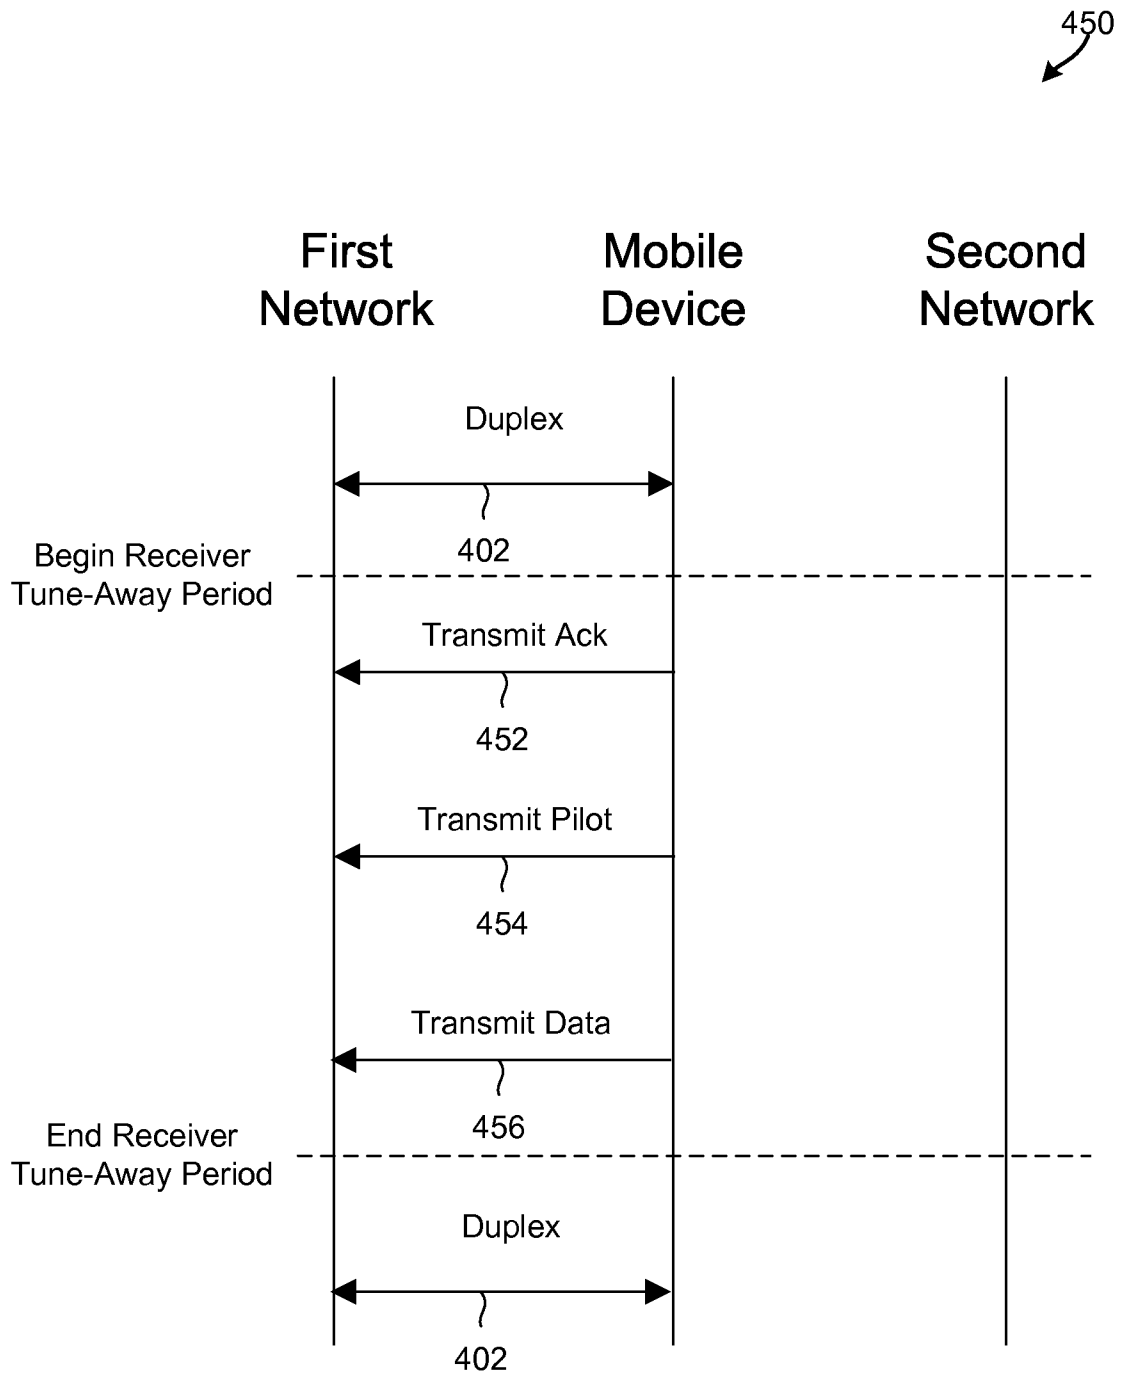 450
First
Network
Mobile
Device
Second
Network
Duplex
402
Begin Receiver
Tune-Away Period
Transmit Ack
452
Transmit Pilot
454
Transmit Data
456
End Receiver
Tune-Away Period
Duplex
402